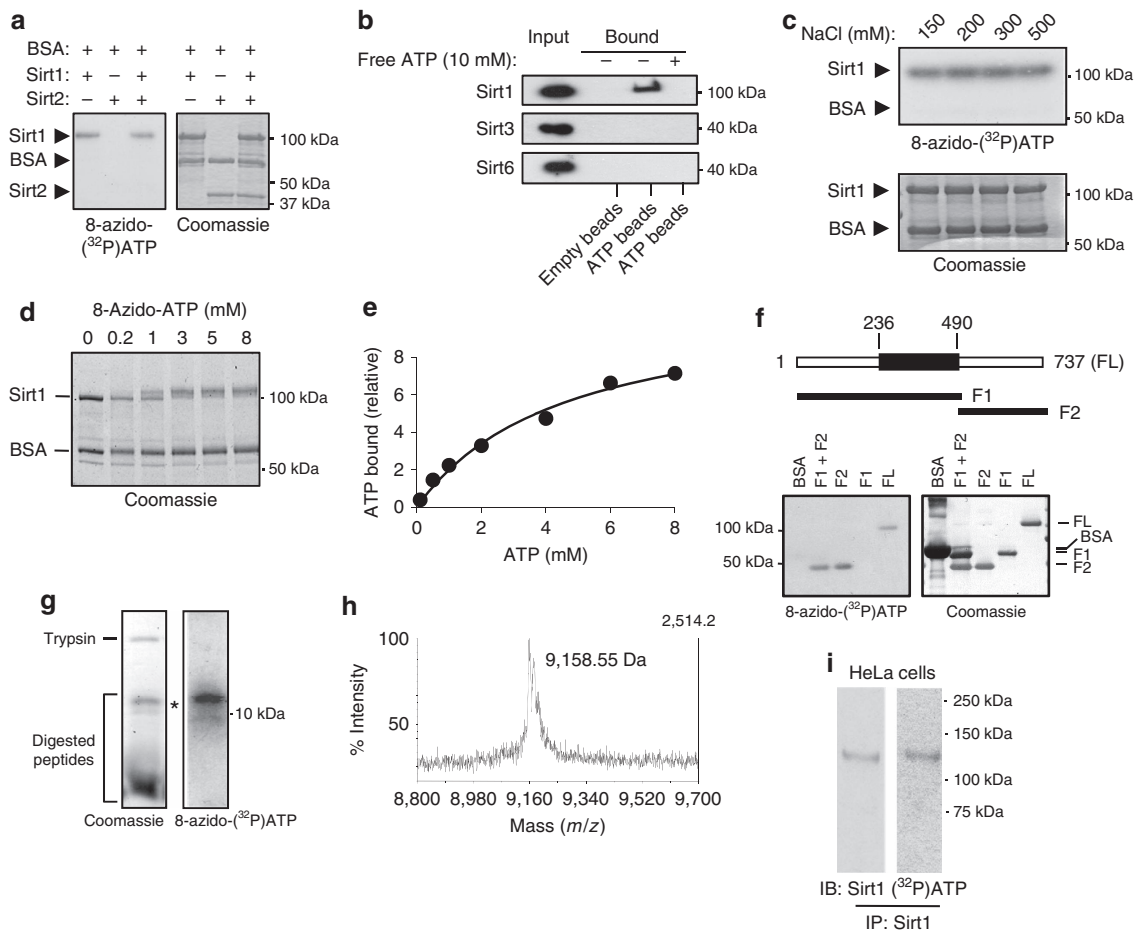 a
BSA: + + + + + +
Sirt1: + – + + – +
Sirt2: – + + – + +
Sirt1
BSA
Sirt2
100 kDa
50 kDa
37 kDa
8-azido-
(32P)ATP
Coomassie
b
Input Bound
Free ATP (10 mM): – – +
Sirt1
100 kDa
Sirt3
40 kDa
Sirt6
40 kDa
Empty beads
ATP beads
ATP beads
c
NaCl (mM): 150 200 300 500
Sirt1
100 kDa
BSA
50 kDa
8-azido-(32P)ATP
Sirt1
100 kDa
BSA
50 kDa
Coomassie
d
8-Azido-ATP (mM)
0 0.2 1 3 5 8
Sirt1
100 kDa
BSA
50 kDa
Coomassie
e
ATP bound (relative)
8
6
4
2
0
0 2 4 6 8
ATP (mM)
f
236 490
1 737 (FL)
F1
F2
BSA F1 + F2 F2 F1 FL
BSA F1 + F2 F2 F1 FL
100 kDa
50 kDa
FL
BSA
F1
F2
8-azido-(32P)ATP
Coomassie
g
Trypsin
Digested
peptides
*
10 kDa
Coomassie
8-azido-(32P)ATP
h
2,514.2
100
50
% Intensity
9,158.55 Da
8,800 8,980 9,160 9,340 9,520 9,700
Mass (m/z)
i
HeLa cells
250 kDa
150 kDa
100 kDa
75 kDa
IB: Sirt1 (32P)ATP
IP: Sirt1